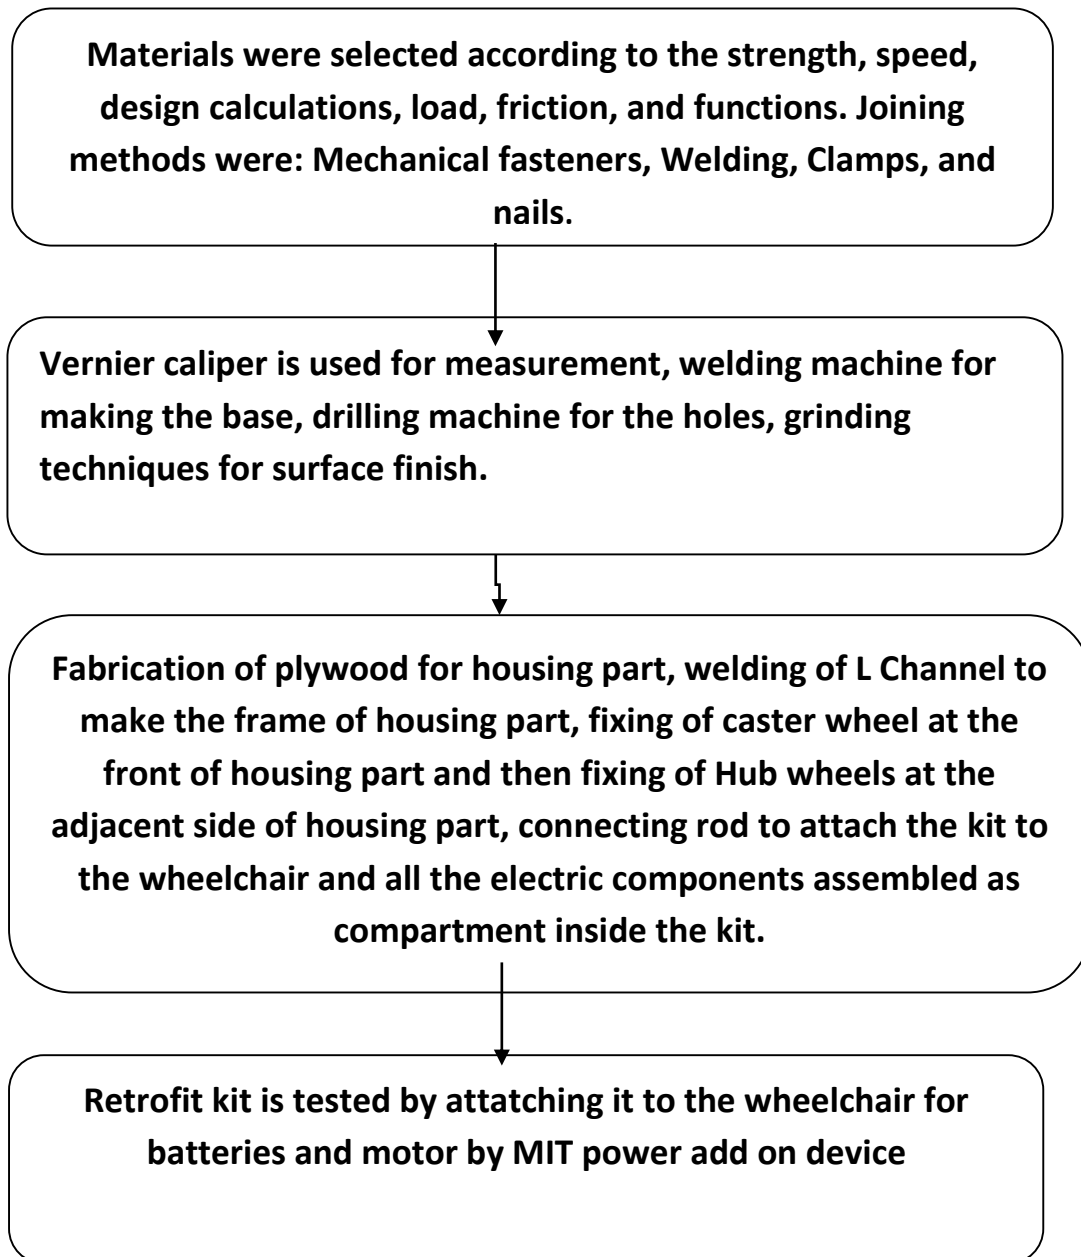 Materials were selected according to the strength, speed,
design calculations, load, friction, and functions. Joining
methods were: Mechanical fasteners, Welding, Clamps, and
nails.
Vernier caliper is used for measurement, welding machine for
making the base, drilling machine for the holes, grinding
techniques for surface finish.
Fabrication of plywood for housing part, welding of L Channel to
make the frame of housing part, fixing of caster wheel at the
front of housing part and then fixing of Hub wheels at the
adjacent side of housing part, connecting rod to attach the kit to
the wheelchair and all the electric components assembled as
compartment inside the kit.
Retrofit kit is tested by attatching it to the wheelchair for
batteries and motor by MIT power add on device